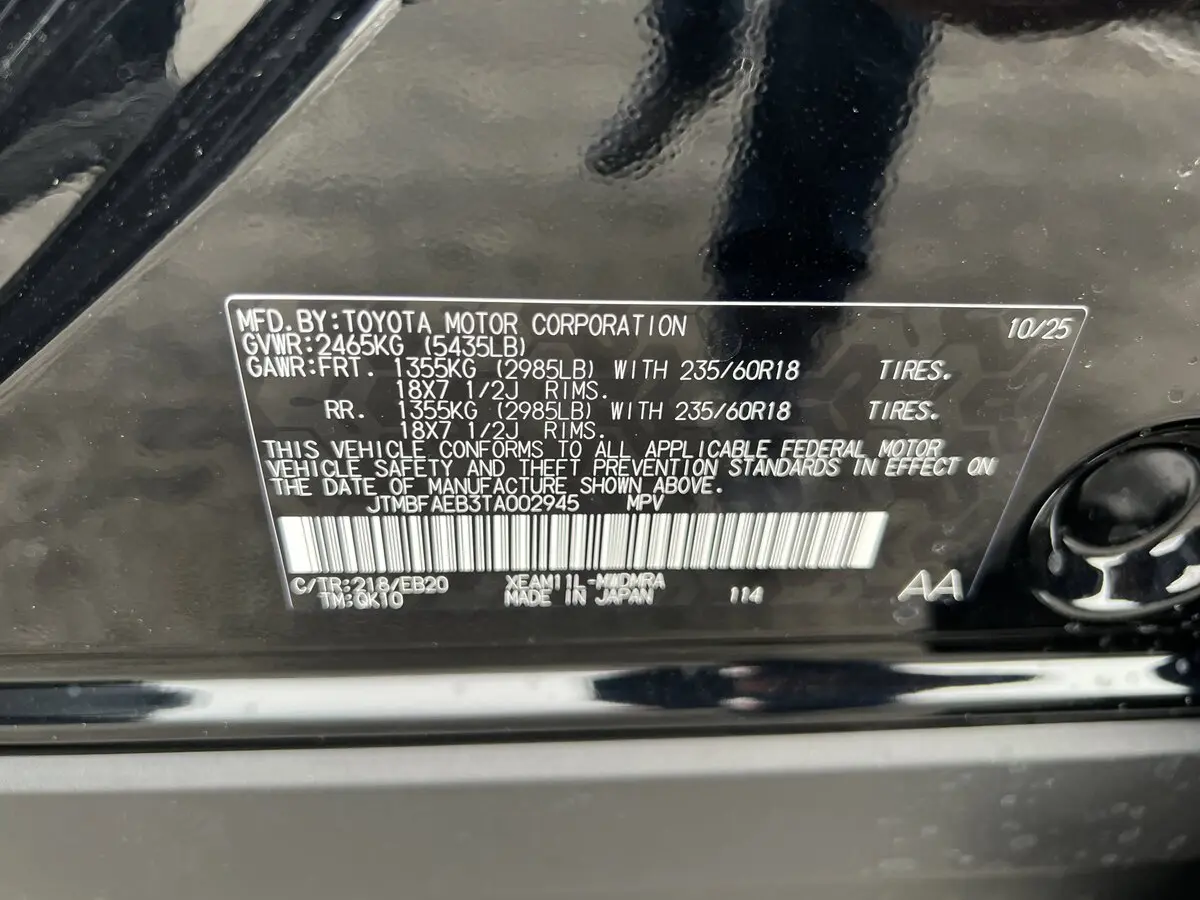 MFD.BY:TOYOTA MOTOR CORPORATION 10/25
GVWR:2465KG (5435LB)
GAWR:FRT. 1355KG (2985LB) WITH 235/60R18 TIRES.
18X7 1/2J RIMS.
RR. 1355KG (2985LB) WITH 235/60R18 TIRES.
18X7 1/2J RIMS.
THIS VEHICLE CONFORMS TO ALL APPLICABLE FEDERAL MOTOR
VEHICLE SAFETY AND THEFT PREVENTION STANDARDS IN EFFECT ON
THE DATE OF MANUFACTURE SHOWN ABOVE.
JTMBFAEB3TA002945 MPV
C/TR:218/EB20 XEAM11L-MWDMRA
TM:QK10 MADE IN JAPAN 114 AA